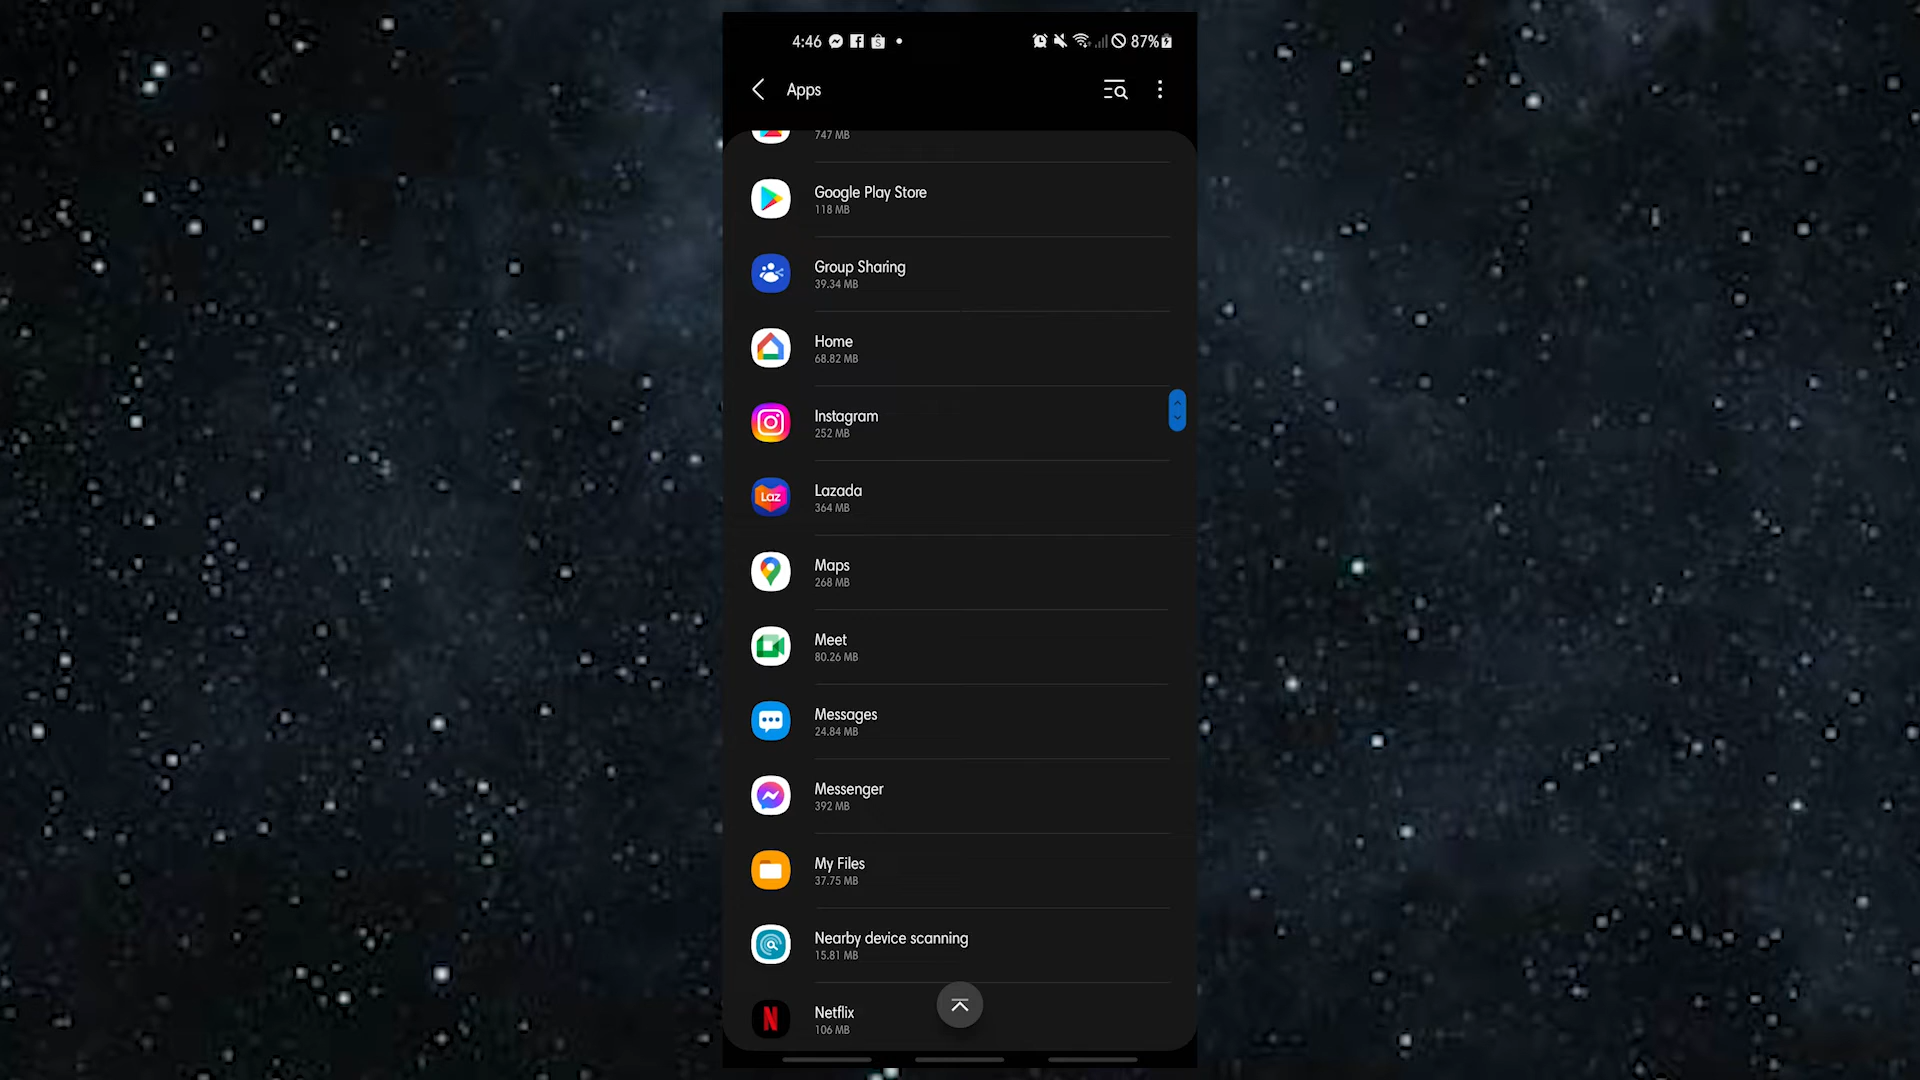 4:46
87%
Apps
747 MB
Google Play Store
118 MB
Group Sharing
39.34 MB
Home
68.82 MB
Instagram
252 MB
Laz
Lazada
364 MB
Maps
268 MB
Meet
80.26 MB
Messages
24.84 MB
Messenger
392 MB
My Files
37.75 MB
Nearby device scanning
15.81 MB
N
Netflix
106 MB